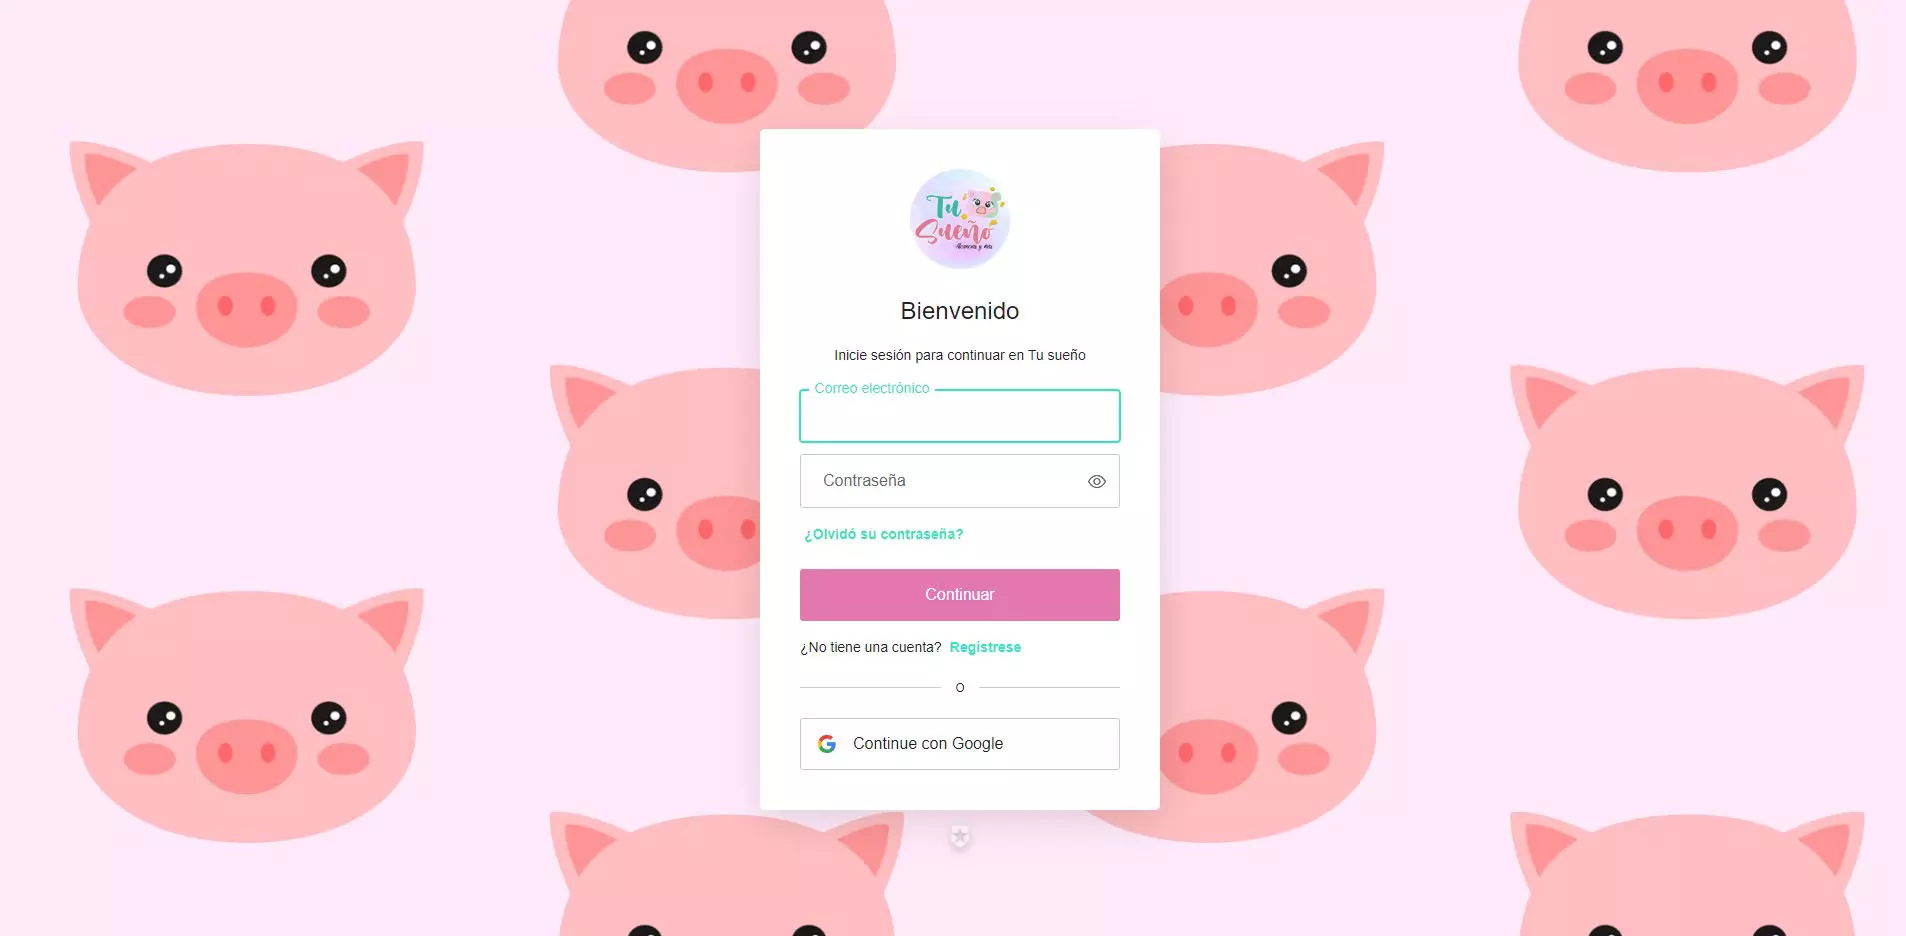 Tu
Sueño
Bienvenido
Inicie sesión para continuar en Tu sueño
Correo electrónico
Contraseña
¿Olvidó su contraseña?
Continuar
¿No tiene una cuenta? Regístrese
O
Continue con Google